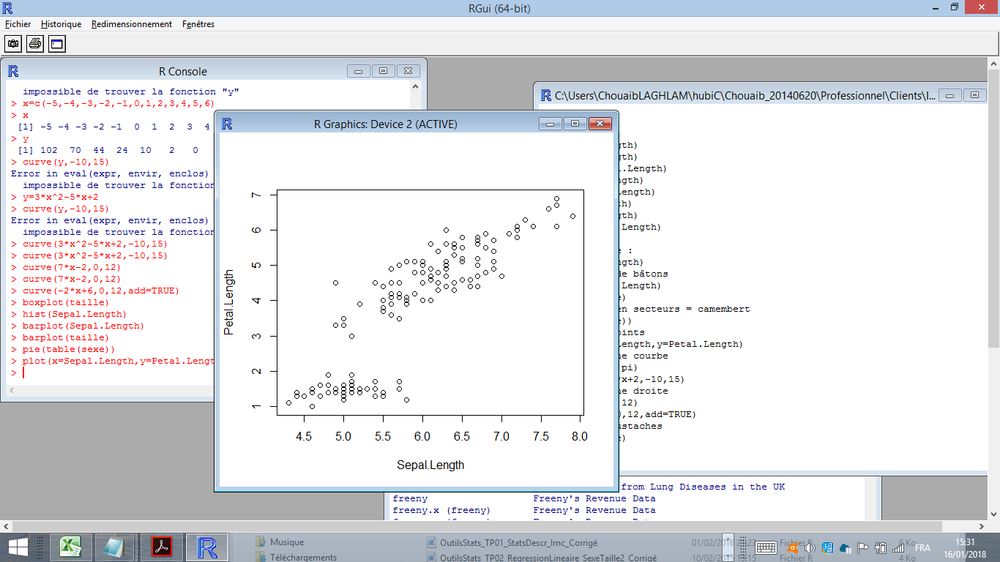 RGui (64-bit)
Fichier Historique Redimensionnement Fenêtres
R Console
impossible de trouver la fonction "y"
> x=c(-5,-4,-3,-2,-1,0,1,2,3,4,5,6)
> x
[1] -5 -4 -3 -2 -1 0 1 2 3 4
> y
[1] 102 70 44 24 10 2 0
> curve(y,-10,15)
Error in eval(expr, envir, enclos)
impossible de trouver la fonction
> y=3*x^2-5*x+2
> curve(y,-10,15)
Error in eval(expr, envir, enclos)
impossible de trouver la fonction
> curve(3*x^2-5*x+2,-10,15)
> curve(3*x^2-5*x+2,-10,15)
> curve(7*x-2,0,12)
> curve(7*x-2,0,12)
> curve(-2*x+6,0,12,add=TRUE)
> boxplot(taille)
> hist(Sepal.Length)
> barplot(Sepal.Length)
> barplot(taille)
> pie(table(sexe))
> plot(x=Sepal.Length,y=Petal.Lengt
>
R Graphics: Device 2 (ACTIVE)
7
6
5
4
3
2
1
Petal.Length
4.5 5.0 5.5 6.0 6.5 7.0 7.5 8.0
Sepal.Length
C:\Users\ChouaibLAGHLAM\hubiC\Chouaib_20140620\Professionnel\Clients\I...
gth)
gth)
l.Length)
ngth)
Length)
th)
gth)
Length)
:
ngth)
de bâtons
Length)
e)
en secteurs = camembert
e))
oints
Length,y=Petal.Length)
ne courbe
pi)
*x+2,-10,15)
ne droite
12)
0,12,add=TRUE)
ustaches
e)
from Lung Diseases in the UK
freeny Freeny's Revenue Data
freeny.x (freeny) Freeny's Revenue Data
Musique
Téléchargements
OutilsStats_TP01_StatsDescr_Imc_Corrigé
OutilsStats_TP02_RegressionLineaire_SexeTaille2_Corrigé
Fichier R 6 Ko
Fichier R 4 Ko
FRA
15:31
16/01/2018